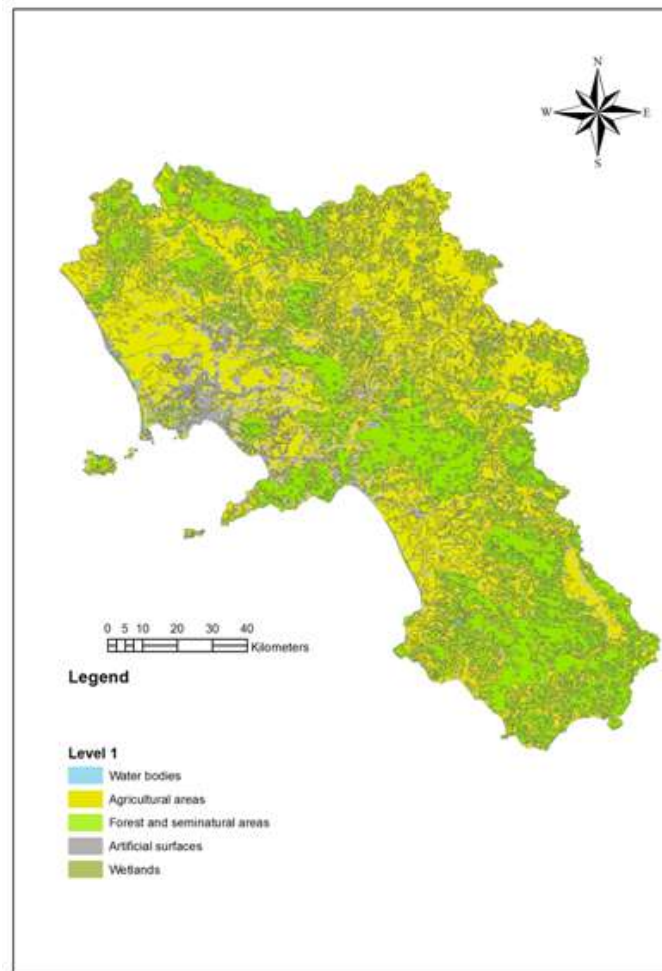 N
W E
S
0 5 10 20 30 40
Kilometers
Legend
Level 1
Water bodies
Agricultural areas
Forest and seminatural areas
Artificial surfaces
Wetlands